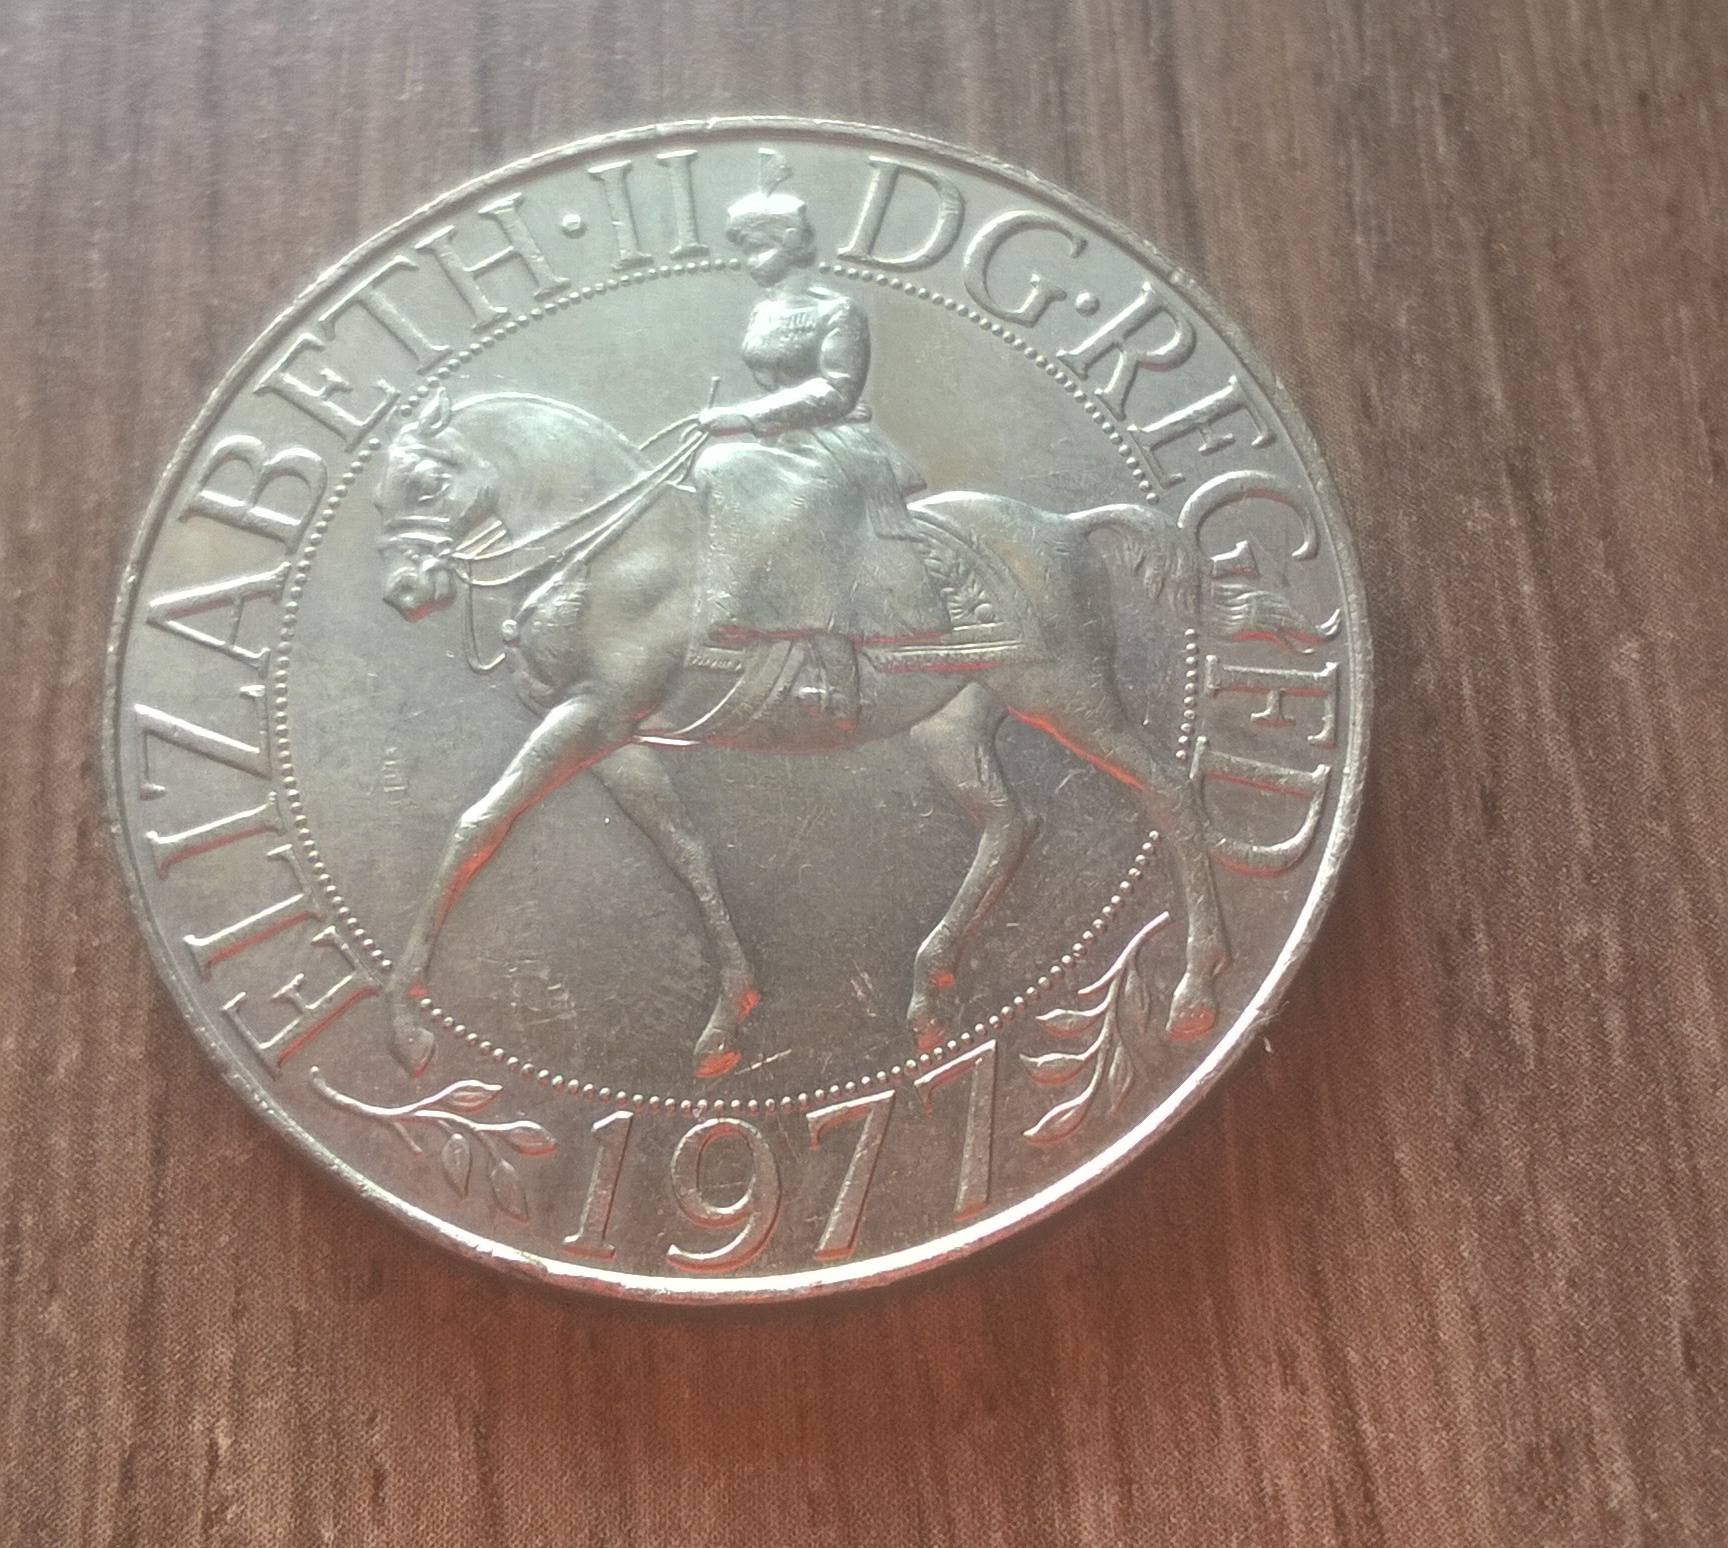 ELIZABETH·II DG·REG FD
1977